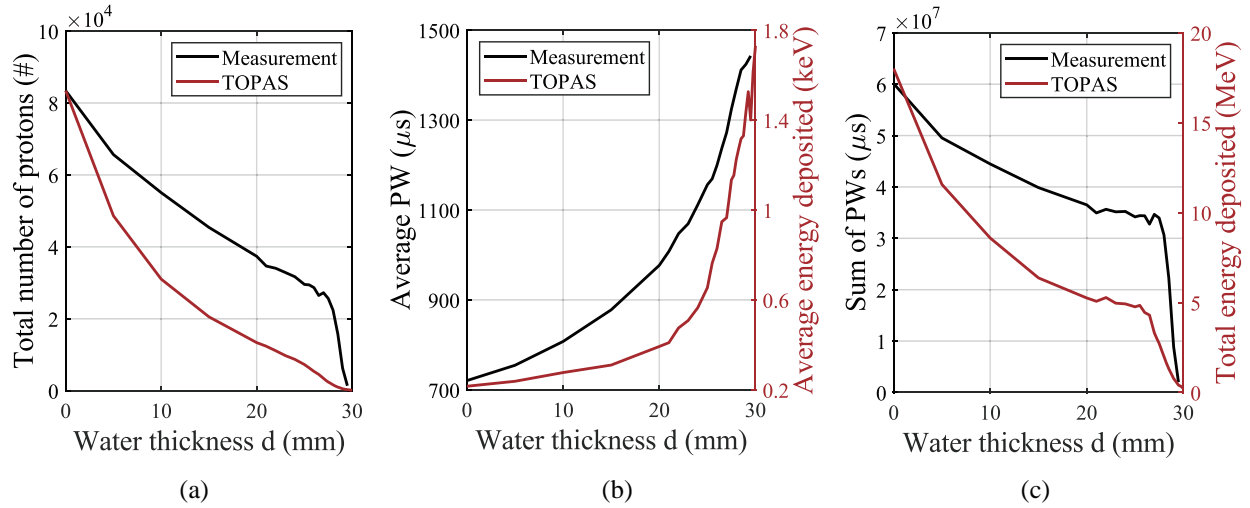 ×10⁴
10
8
6
4
2
0
0
10
20
30
Total number of protons (#)
Water thickness d (mm)
Measurement
TOPAS
(a)
1500
1300
1100
900
700
0
10
20
30
1.8
1.4
1
0.6
0.2
Average PW (μs)
Average energy deposited (keV)
Water thickness d (mm)
Measurement
TOPAS
(b)
×10⁷
7
6
5
4
3
2
1
0
0
10
20
30
20
15
10
5
0
Sum of PWs (μs)
Total energy deposited (MeV)
Water thickness d (mm)
Measurement
TOPAS
(c)